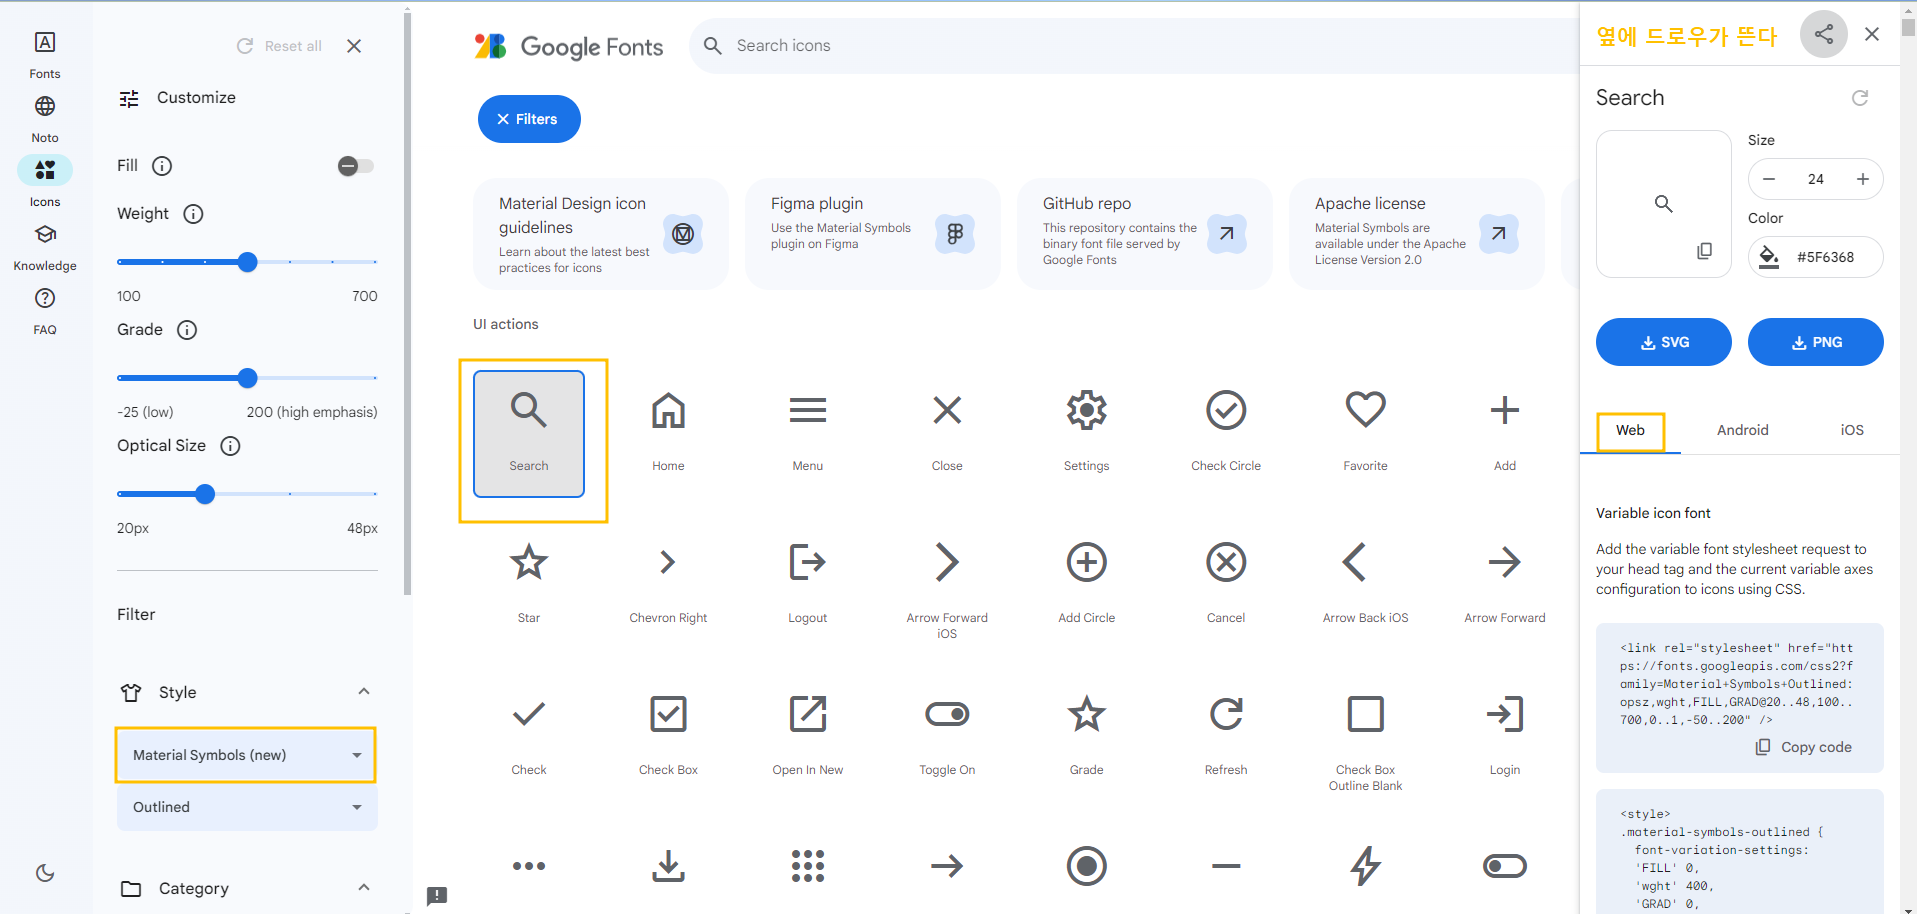 Fonts
Noto
Icons
Knowledge
FAQ
Reset all
Customize
Fill
Weight
100 700
Grade
-25 (low) 200 (high emphasis)
Optical Size
20px 48px
Filter
Style
Material Symbols (new)
Outlined
Category
Google Fonts
Search icons
Filters
Material Design icon
guidelines
Learn about the latest best
practices for icons
Figma plugin
Use the Material Symbols
plugin on Figma
GitHub repo
This repository contains the
binary font file served by
Google Fonts
Apache license
Material Symbols are
available under the Apache
License Version 2.0
UI actions
Search Home Menu Close Settings Check Circle Favorite Add
Star Chevron Right Logout Arrow Forward Add Circle Cancel Arrow Back iOS Arrow Forward
iOS
Check Check Box Open In New Toggle On Grade Refresh Check Box Login
Outline Blank
옆에 드로우가 뜬다
Search
Size
24
Color
#5F6368
SVG PNG
Web Android iOS
Variable icon font
Add the variable font stylesheet request to
your head tag and the current variable axes
configuration to icons using CSS.
<link rel="stylesheet" href="htt
ps://fonts.googleapis.com/css2?f
amily=Material+Symbols+Outlined:
opsz,wght,FILL,GRAD@20..48,100..
700,0..1,-50..200" />
Copy code
<style>
.material-symbols-outlined {
font-variation-settings:
'FILL' 0,
'wght' 400,
'GRAD' 0,